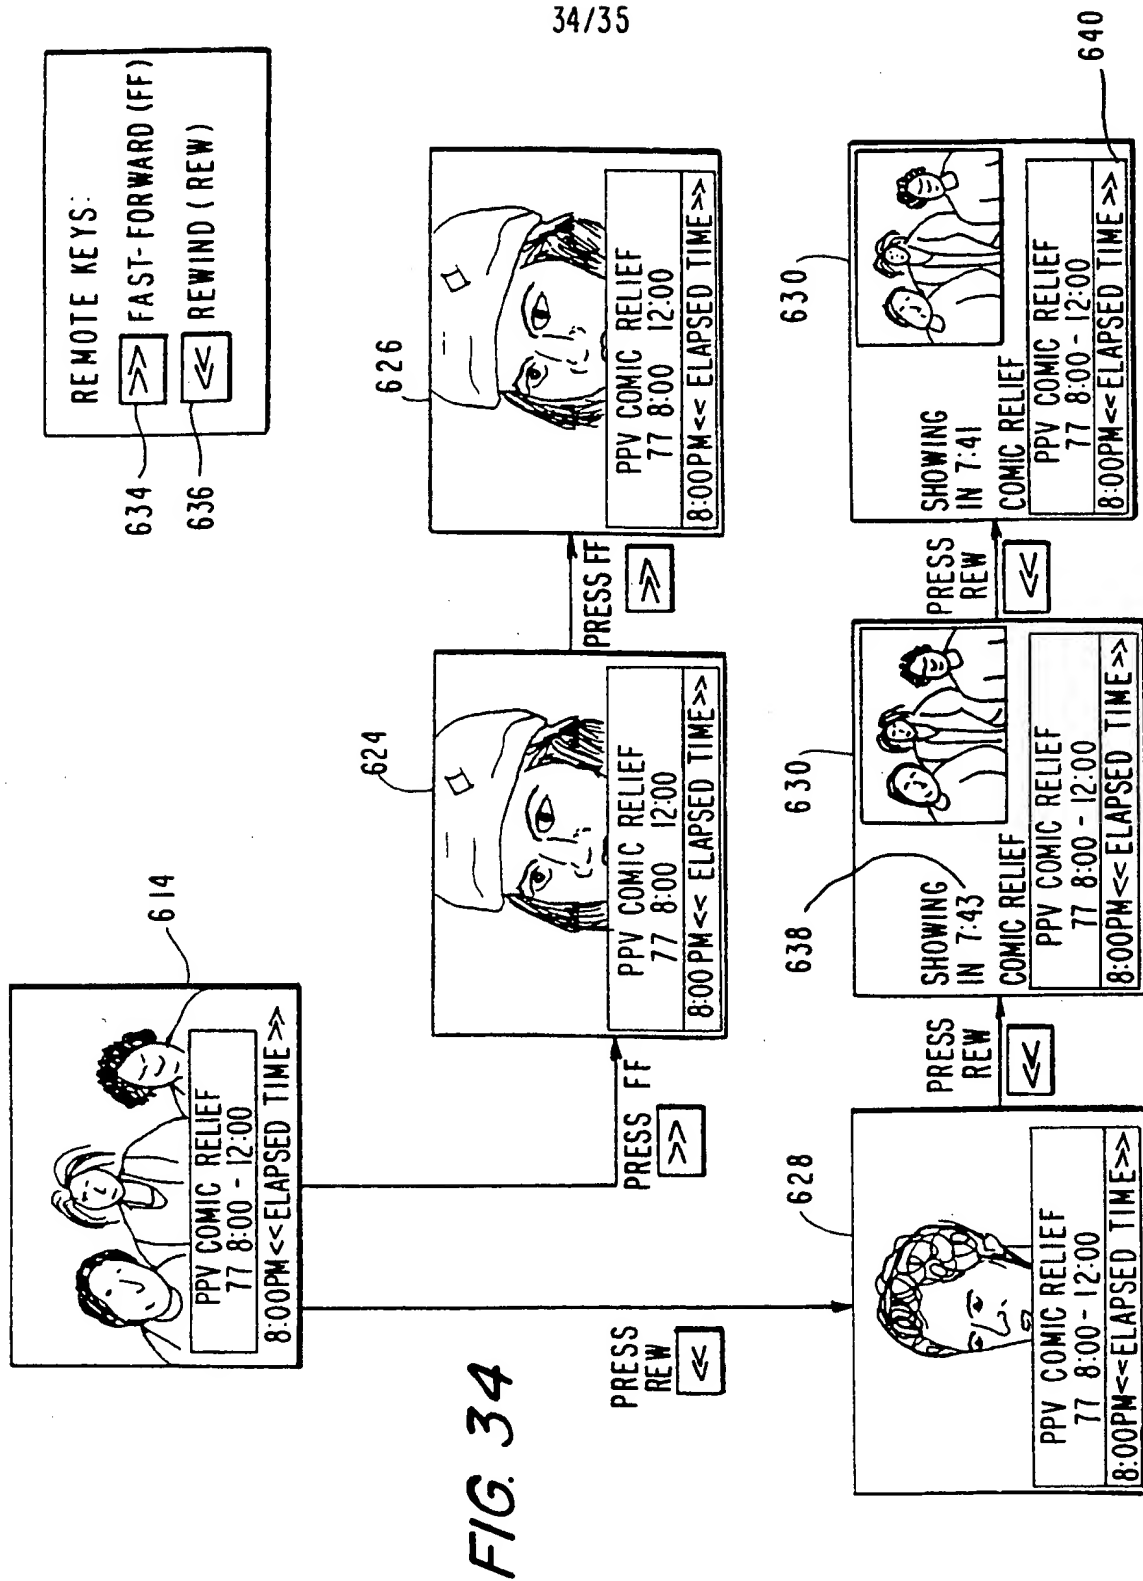 34/35
REMOTE KEYS:
>> FAST-FORWARD (FF)
<< REWIND (REW)
634
636
614
PPV COMIC RELIEF
77 8:00 - 12:00
8:00PM<<ELAPSED TIME>>
PRESS FF
>>
624
PPV COMIC RELIEF
77 8:00 12:00
8:00PM<< ELAPSED TIME>>
PRESS FF
>>
626
PPV COMIC RELIEF
77 8:00 12:00
8:00PM<< ELAPSED TIME>>
FIG. 34
PRESS
REW
<<
628
PPV COMIC RELIEF
77 8:00 - 12:00
8:00PM<<ELAPSED TIME>>
PRESS
REW
<<
638
630
SHOWING
IN 7:43
COMIC RELIEF
PPV COMIC RELIEF
77 8:00 - 12:00
8:00PM<<ELAPSED TIME>>
PRESS
REW
<<
630
SHOWING
IN 7:41
COMIC RELIEF
PPV COMIC RELIEF
77 8:00 - 12:00
8:00PM<< ELAPSED TIME>>
640